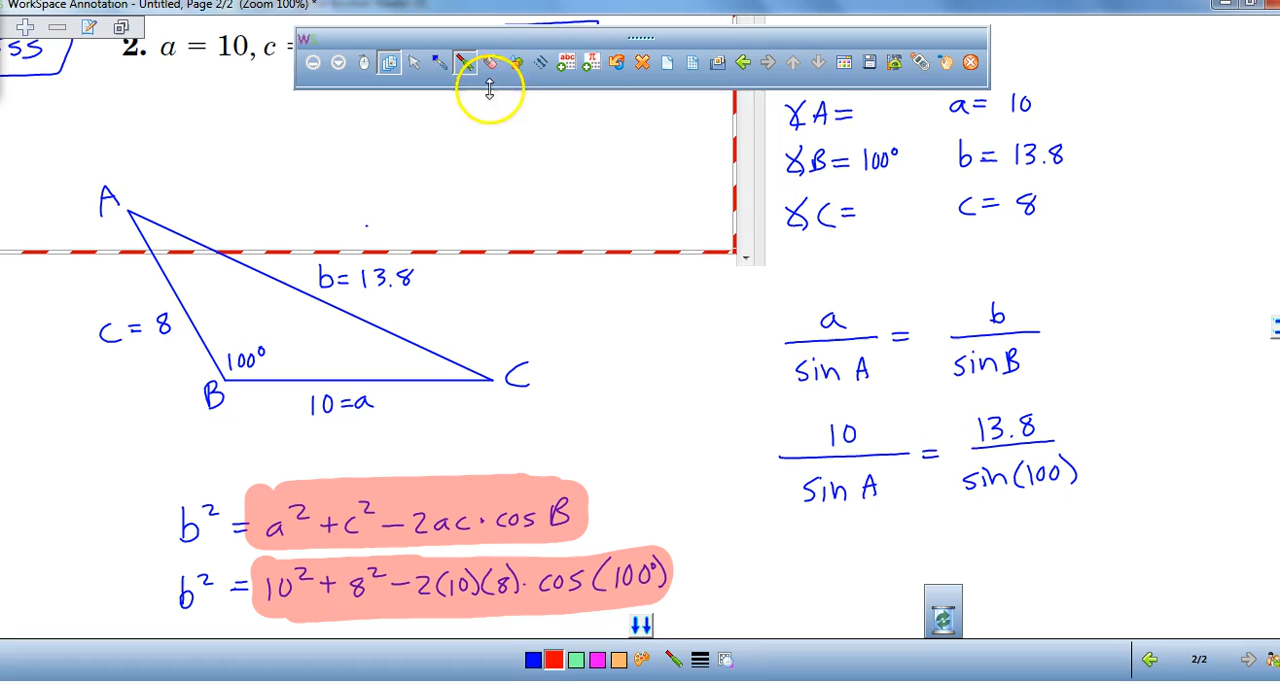 WorkSpace Annotation - Untitled, Page 2/2 (Zoom 100%) *
SS
2. a = 10, c =
∡A=
a= 10
∡B= 100°
b= 13.8
∡C=
c= 8
A
b= 13.8
c = 8
100°
B
C
10=a
a/sin A = b/sinB
10/sin A = 13.8/sin(100)
b² = a² + c² - 2ac · cos B
b² = 10² + 8² - 2(10)(8) · cos (100°)
2/2